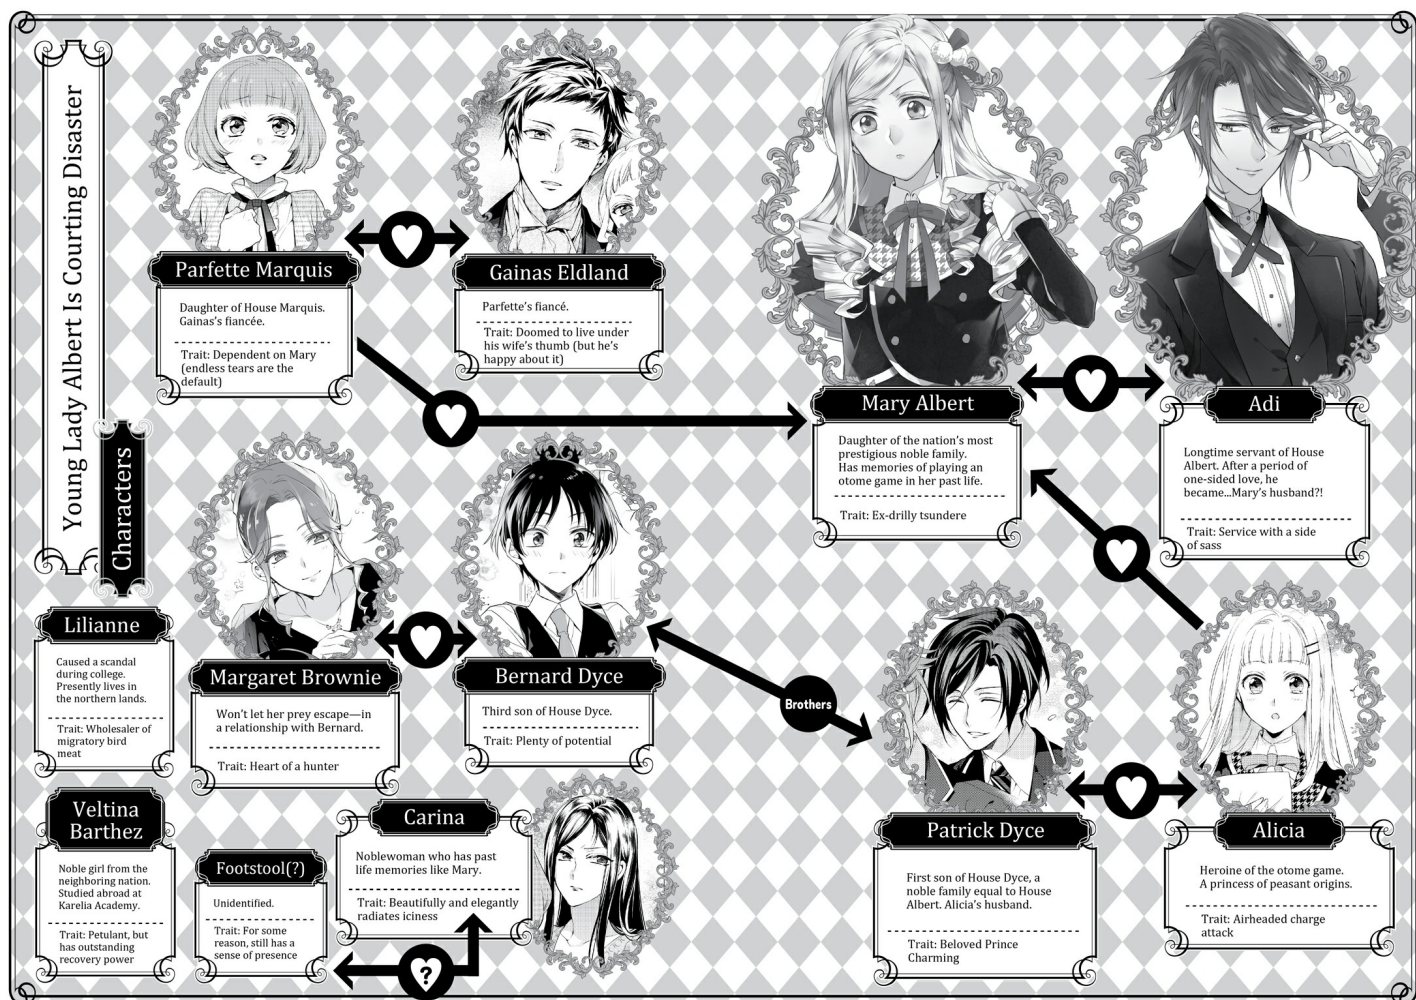 Young Lady Albert Is Courting Disaster
Characters
Parfette Marquis
Daughter of House Marquis.
Gainas's fiancée.
Trait: Dependent on Mary
(endless tears are the
default)
Gainas Eldland
Parfette's fiancé.
Trait: Doomed to live under
his wife's thumb (but he's
happy about it)
Mary Albert
Daughter of the nation's most
prestigious noble family.
Has memories of playing an
otome game in her past life.
Trait: Ex-drilly tsundere
Adi
Longtime servant of House
Albert. After a period of
one-sided love, he
became...Mary's husband?!
Trait: Service with a side
of sass
Margaret Brownie
Won't let her prey escape—in
a relationship with Bernard.
Trait: Heart of a hunter
Bernard Dyce
Third son of House Dyce.
Trait: Plenty of potential
Brothers
Patrick Dyce
First son of House Dyce, a
noble family equal to House
Albert. Alicia's husband.
Trait: Beloved Prince
Charming
Alicia
Heroine of the otome game.
A princess of peasant origins.
Trait: Airheaded charge
attack
Lilianne
Caused a scandal
during college.
Presently lives in
the northern lands.
Trait: Wholesaler of
migratory bird
meat
Veltina
Barthez
Noble girl from the
neighboring nation.
Studied abroad at
Karelia Academy.
Trait: Petulant, but
has outstanding
recovery power
Footstool(?)
Unidentified.
Trait: For some
reason, still has a
sense of presence
Carina
Noblewoman who has past
life memories like Mary.
Trait: Beautifully and elegantly
radiates iciness
?